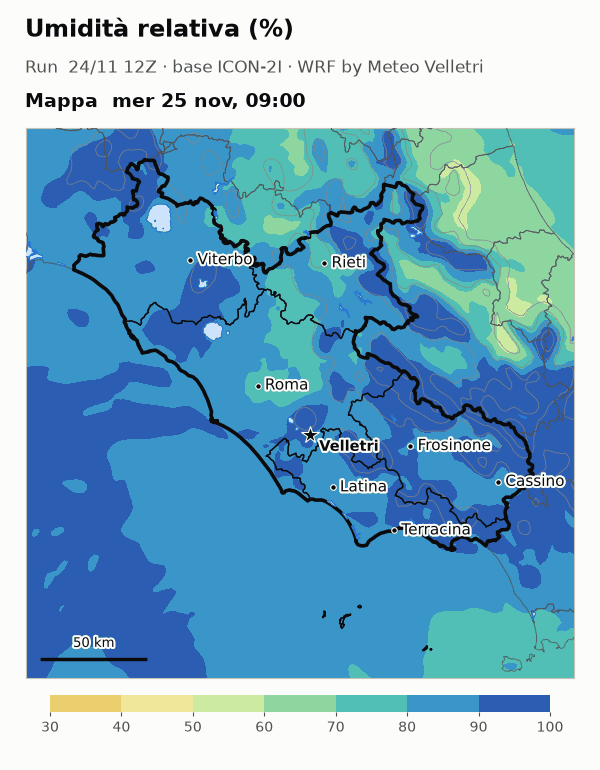 Umidità relativa (%)
Run  24/11 12Z · base ICON-2I · WRF by Meteo Velletri
Mappa  mer 25 nov, 09:00
Viterbo
Rieti
Roma
Velletri
Frosinone
Cassino
Latina
Terracina
50 km
30 40 50 60 70 80 90 100